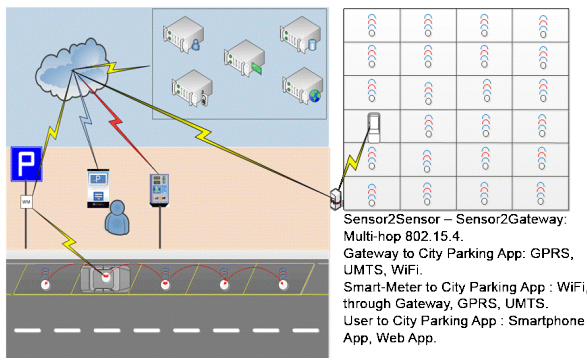 P
WM
P
Sensor2Sensor – Sensor2Gateway:
Multi-hop 802.15.4.
Gateway to City Parking App: GPRS,
UMTS, WiFi.
Smart-Meter to City Parking App : WiFi,
through Gateway, GPRS, UMTS.
User to City Parking App : Smartphone
App, Web App.